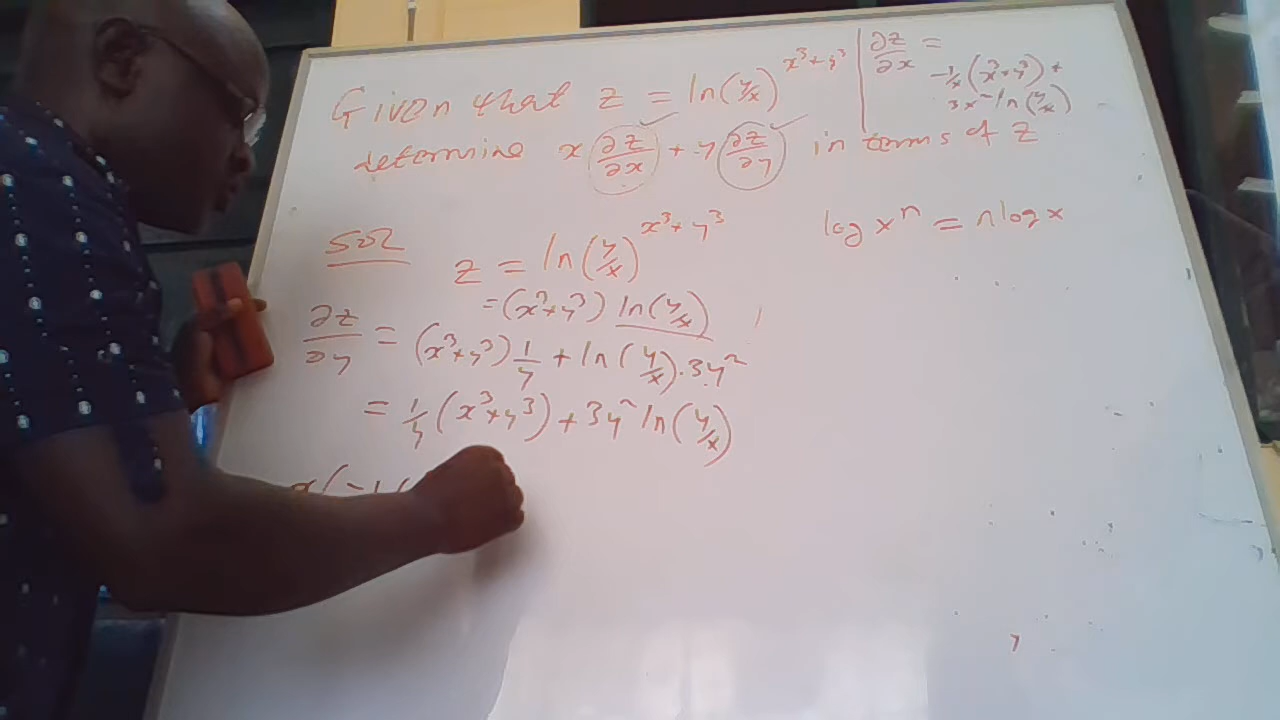 Given that z = ln(y/x)^{x³+y³}
determine x(∂z/∂x) + y(∂z/∂y) in terms of z
∂z/∂x =
-1/x(x³+y³) +
3x² ln(y/x)
SOL
z = ln(y/x)^{x³+y³}
log xⁿ = n log x
= (x³+y³) ln(y/x)
∂z/∂y = (x³+y³) 1/y + ln(y/x).3y²
= 1/y (x³+y³) + 3y² ln(y/x)
x(-1